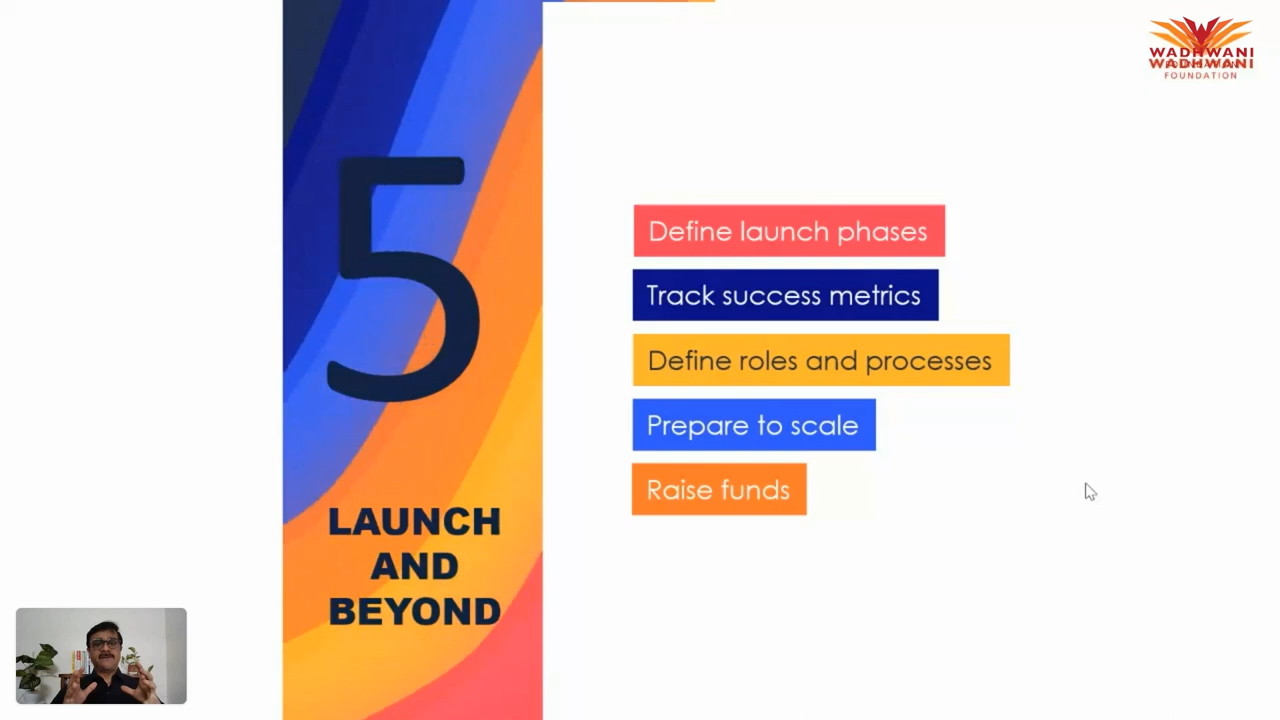 WADHWANI
WADHWANI
FOUNDATION
5
LAUNCH
AND
BEYOND
Define launch phases
Track success metrics
Define roles and processes
Prepare to scale
Raise funds